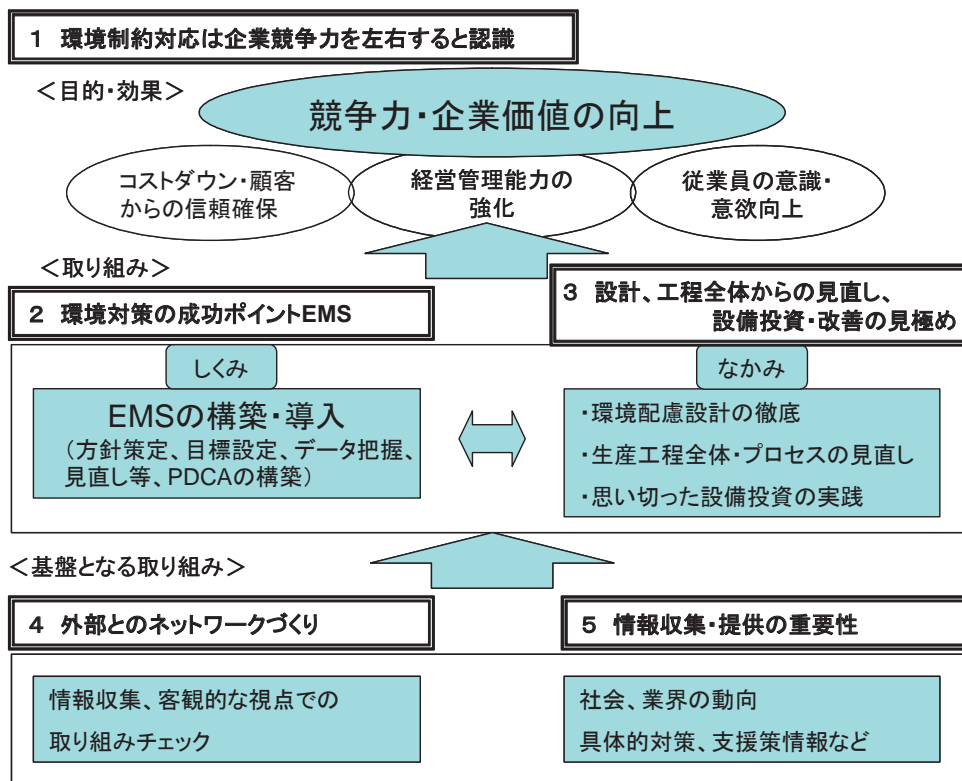 1 環境制約対応は企業競争力を左右すると認識
＜目的・効果＞
競争力・企業価値の向上
コストダウン・顧客
からの信頼確保
経営管理能力の
強化
従業員の意識・
意欲向上
＜取り組み＞
2 環境対策の成功ポイントEMS
3 設計、工程全体からの見直し、
設備投資・改善の見極め
しくみ
EMSの構築・導入
（方針策定、目標設定、データ把握、
見直し等、PDCAの構築）
なかみ
・環境配慮設計の徹底
・生産工程全体・プロセスの見直し
・思い切った設備投資の実践
＜基盤となる取り組み＞
4 外部とのネットワークづくり
5 情報収集・提供の重要性
情報収集、客観的な視点での
取り組みチェック
社会、業界の動向
具体的対策、支援策情報など